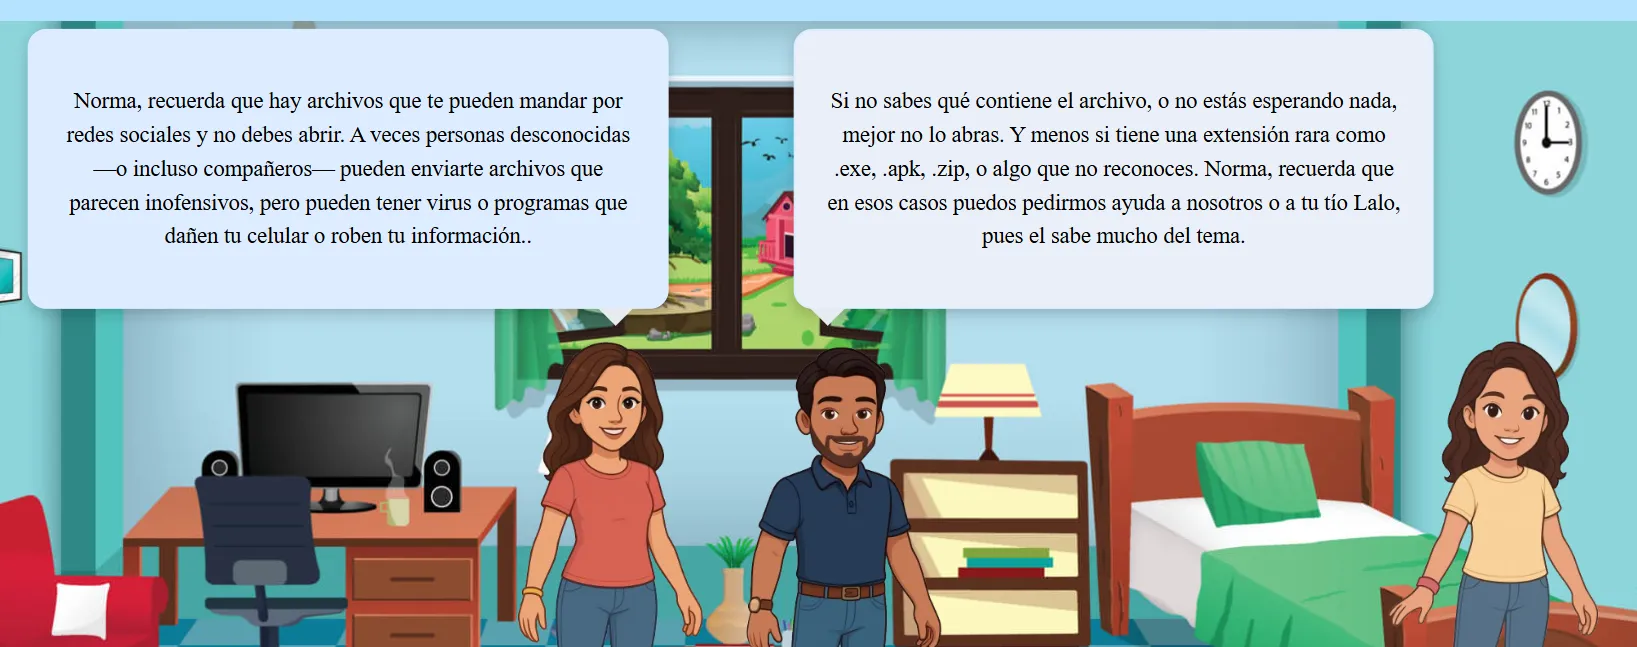 Norma, recuerda que hay archivos que te pueden mandar por
redes sociales y no debes abrir. A veces personas desconocidas
—o incluso compañeros— pueden enviarte archivos que
parecen inofensivos, pero pueden tener virus o programas que
dañen tu celular o roben tu información..
Si no sabes qué contiene el archivo, o no estás esperando nada,
mejor no lo abras. Y menos si tiene una extensión rara como
.exe, .apk, .zip, o algo que no reconoces. Norma, recuerda que
en esos casos puedos pedirmos ayuda a nosotros o a tu tío Lalo,
pues el sabe mucho del tema.